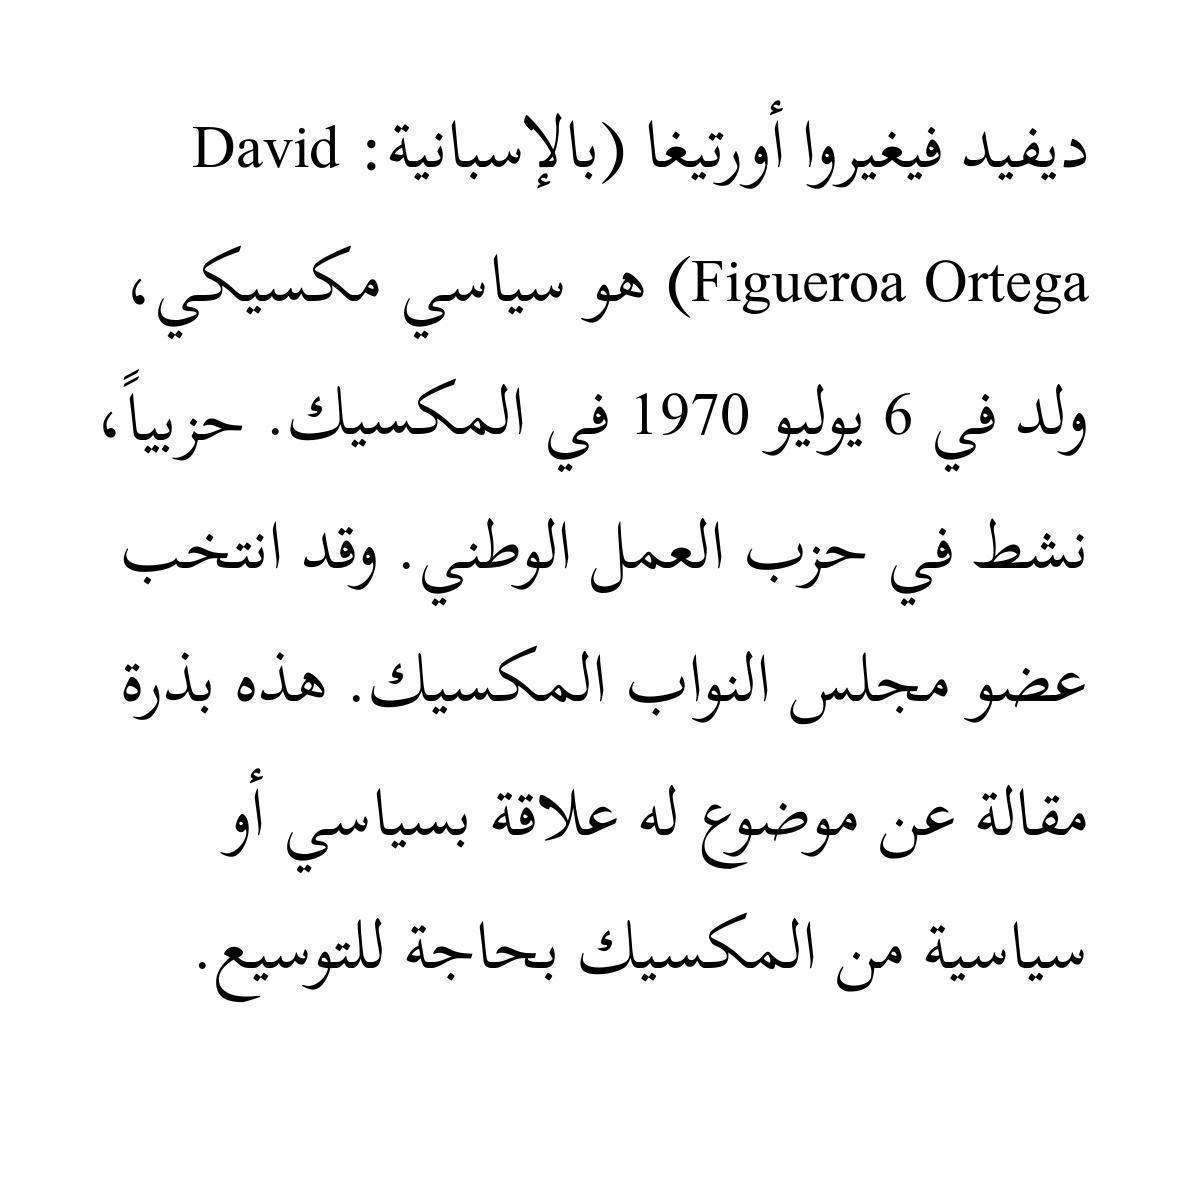 ديفيد فيغيروا أورتيغا (بالإسبانية: David
Figueroa Ortega) هو سياسي مكسيكي،
ولد في 6 يوليو 1970 في المكسيك. حزبياً،
نشط في حزب العمل الوطني. وقد انتخب
عضو مجلس النواب المكسيك. هذه بذرة
مقالة عن موضوع له علاقة بسياسي أو
سياسية من المكسيك بحاجة للتوسيع.